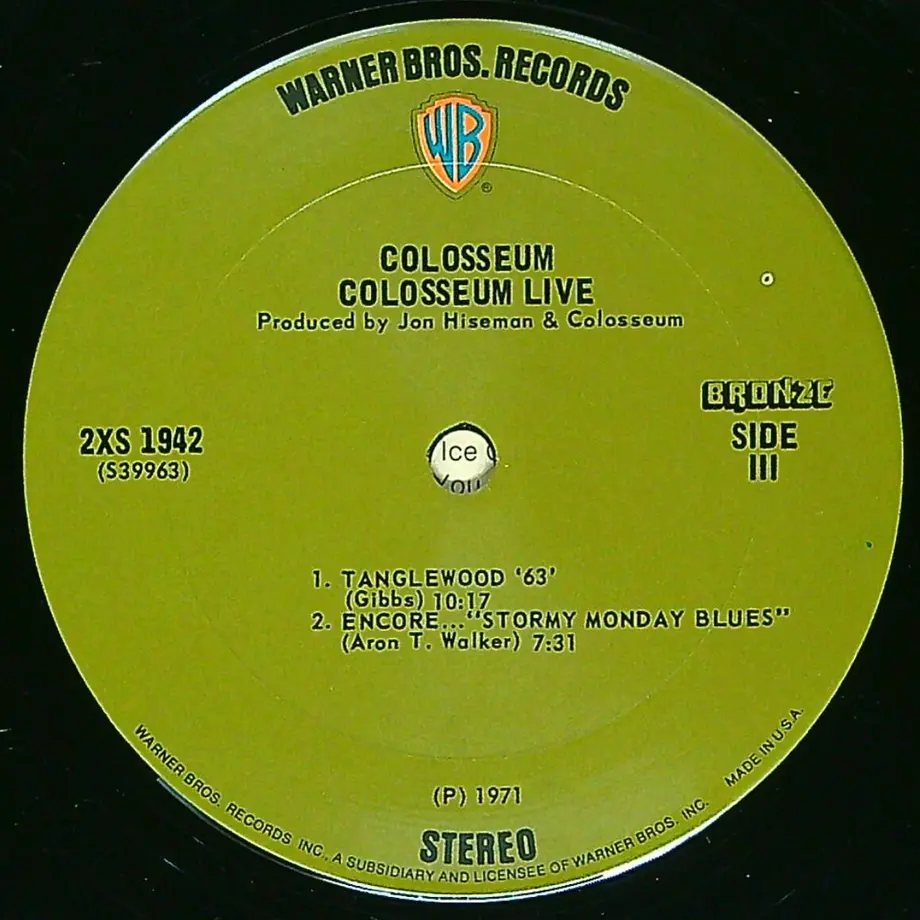 WARNER BROS. RECORDS
WB
®
COLOSSEUM
COLOSSEUM LIVE
Produced by Jon Hiseman & Colosseum
BRONZE
2XS 1942
(S39963)
SIDE
III
Ice
You
1. TANGLEWOOD '63'
(Gibbs) 10:17
2. ENCORE..."STORMY MONDAY BLUES"
(Aron T. Walker) 7:31
(P) 1971
STEREO
WARNER BROS. RECORDS INC., A SUBSIDIARY AND LICENSEE OF WARNER BROS. INC. MADE IN U.S.A.